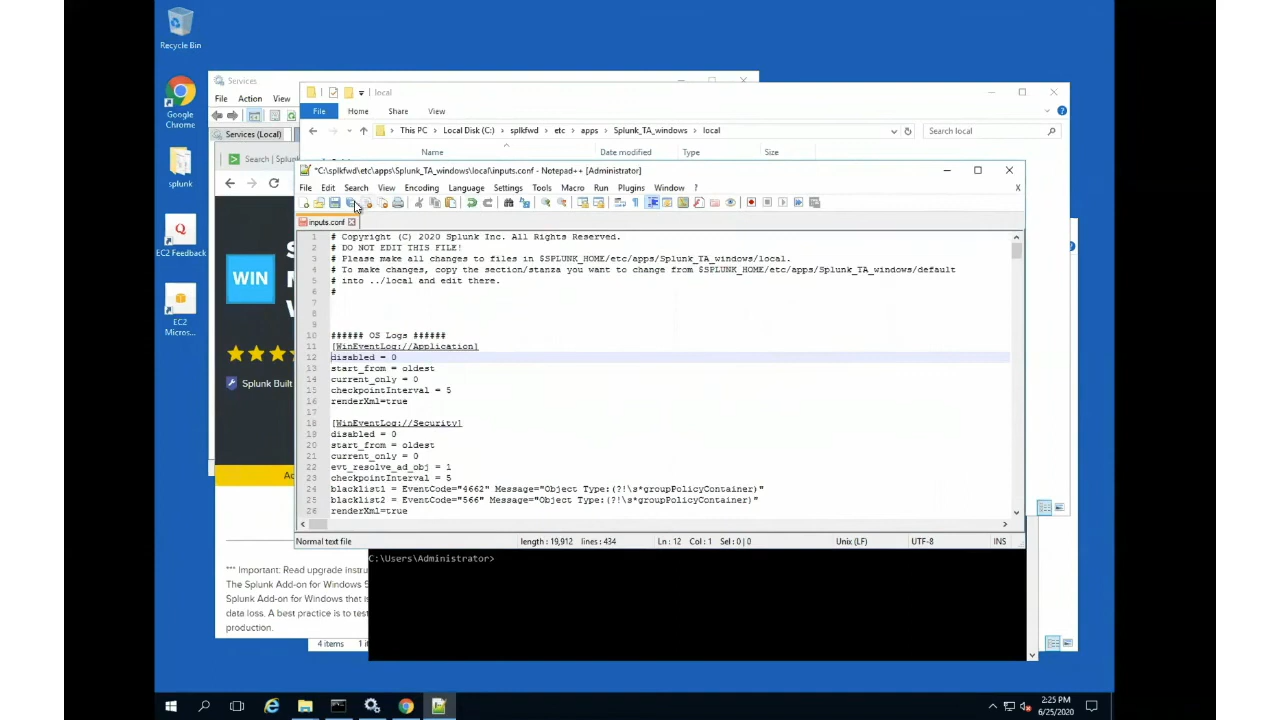 Recycle Bin
Google
Chrome
splunk
EC2 Feedback
EC2
Micros...
Services
File Action View
Services (Local)
Search | Splun
WIN
Splunk Built
Ad
*** Important: Read upgrade instru
The Splunk Add-on for Windows 5
Splunk Add-on for Windows that is
data loss. A best practice is to test
production.
local
File Home Share View
This PC > Local Disk (C:) > splkfwd > etc > apps > Splunk_TA_windows > local
Search local
Name Date modified Type Size
*C:\splkfwd\etc\apps\Splunk_TA_windows\local\inputs.conf - Notepad++ [Administrator]
File Edit Search View Encoding Language Settings Tools Macro Run Plugins Window ? X
inputs.conf
1 # Copyright (C) 2020 Splunk Inc. All Rights Reserved.
2 # DO NOT EDIT THIS FILE!
3 # Please make all changes to files in $SPLUNK_HOME/etc/apps/Splunk_TA_windows/local.
4 # To make changes, copy the section/stanza you want to change from $SPLUNK_HOME/etc/apps/Splunk_TA_windows/default
5 # into ../local and edit there.
6 #
7
8
9
10 ###### OS Logs ######
11 [WinEventLog://Application]
12 disabled = 0
13 start_from = oldest
14 current_only = 0
15 checkpointInterval = 5
16 renderXml=true
17
18 [WinEventLog://Security]
19 disabled = 0
20 start_from = oldest
21 current_only = 0
22 evt_resolve_ad_obj = 1
23 checkpointInterval = 5
24 blacklist1 = EventCode="4662" Message="Object Type:(?!\s*groupPolicyContainer)"
25 blacklist2 = EventCode="566" Message="Object Type:(?!\s*groupPolicyContainer)"
26 renderXml=true
Normal text file length : 19,912 lines : 434 Ln : 12 Col : 1 Sel : 0 | 0 Unix (LF) UTF-8 INS
C:\Users\Administrator>
4 items
2:25 PM
6/25/2020